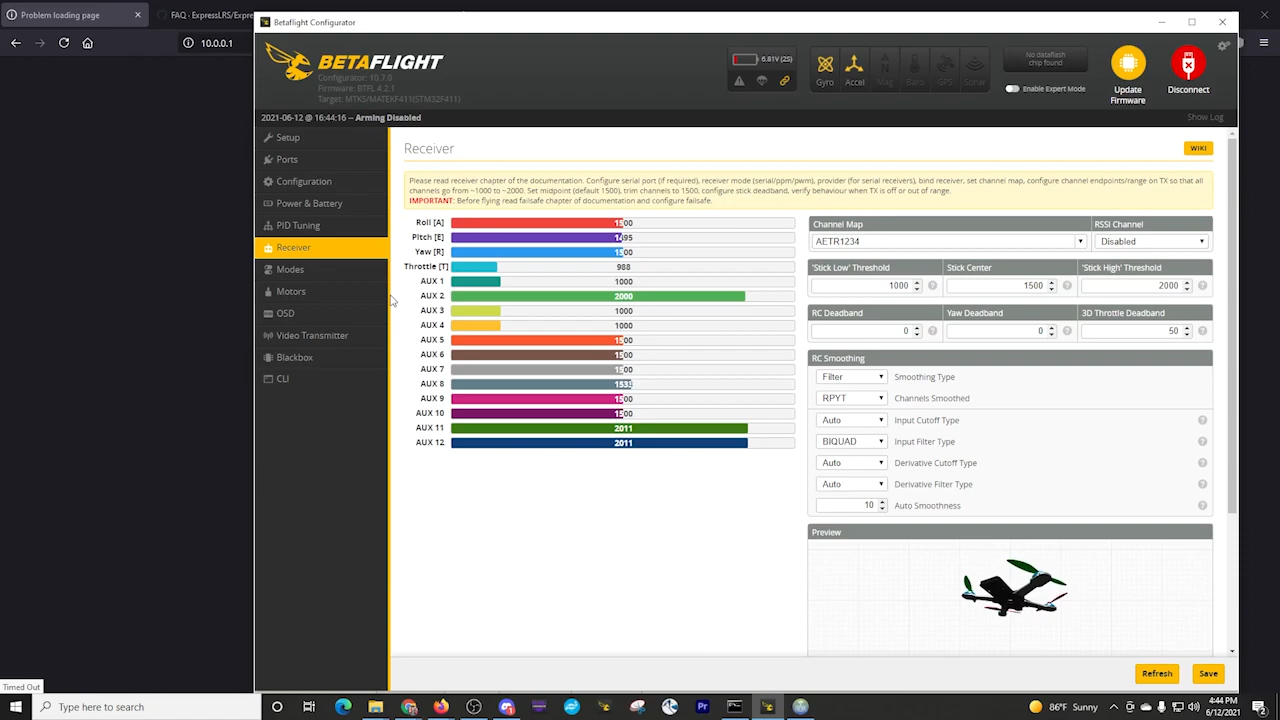 Problem loading page
FAQ · ExpressLRS/Express
10.0.0.1
Betaflight Configurator
BETAFLIGHT
Configurator: 10.7.0
Firmware: BTFL 4.2.1
Target: MTKS/MATEKF411(STM32F411)
6.81V (2S)
Gyro
Accel
Mag
Baro
GPS
Sonar
No dataflash
chip found
Enable Expert Mode
Update
Firmware
Disconnect
2021-06-12 @ 16:44:16 -- Arming Disabled
Show Log
Setup
Ports
Configuration
Power & Battery
PID Tuning
Receiver
Modes
Motors
OSD
Video Transmitter
Blackbox
CLI
Receiver
WIKI
Please read receiver chapter of the documentation. Configure serial port (if required), receiver mode (serial/ppm/pwm), provider (for serial receivers), bind receiver, set channel map, configure channel endpoints/range on TX so that all
channels go from ~1000 to ~2000. Set midpoint (default 1500), trim channels to 1500, configure stick deadband, verify behaviour when TX is off or out of range.
IMPORTANT: Before flying read failsafe chapter of documentation and configure failsafe.
Roll [A] 1500
Pitch [E] 1495
Yaw [R] 1500
Throttle [T] 988
AUX 1 1000
AUX 2 2000
AUX 3 1000
AUX 4 1000
AUX 5 1500
AUX 6 1500
AUX 7 1500
AUX 8 1533
AUX 9 1500
AUX 10 1500
AUX 11 2011
AUX 12 2011
Channel Map RSSI Channel
AETR1234 Disabled
'Stick Low' Threshold Stick Center 'Stick High' Threshold
1000 1500 2000
RC Deadband Yaw Deadband 3D Throttle Deadband
0 0 50
RC Smoothing
Filter Smoothing Type
RPYT Channels Smoothed
Auto Input Cutoff Type
BIQUAD Input Filter Type
Auto Derivative Cutoff Type
Auto Derivative Filter Type
10 Auto Smoothness
Preview
Refresh
Save
Timed Out
Type here to search
86°F Sunny
4:44 PM
6/12/2021